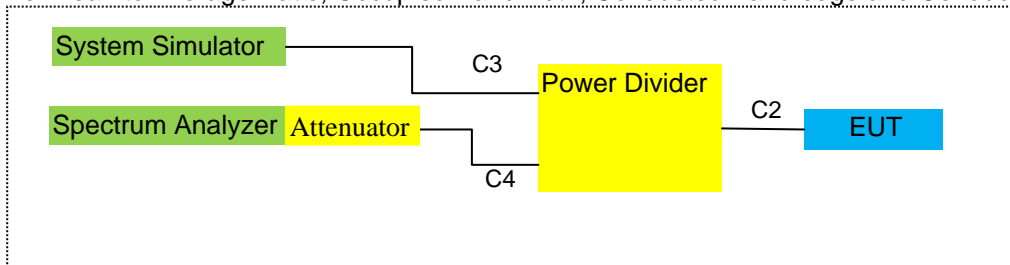 System Simulator
C3
Power Divider
C2
Spectrum Analyzer Attenuator
EUT
C4